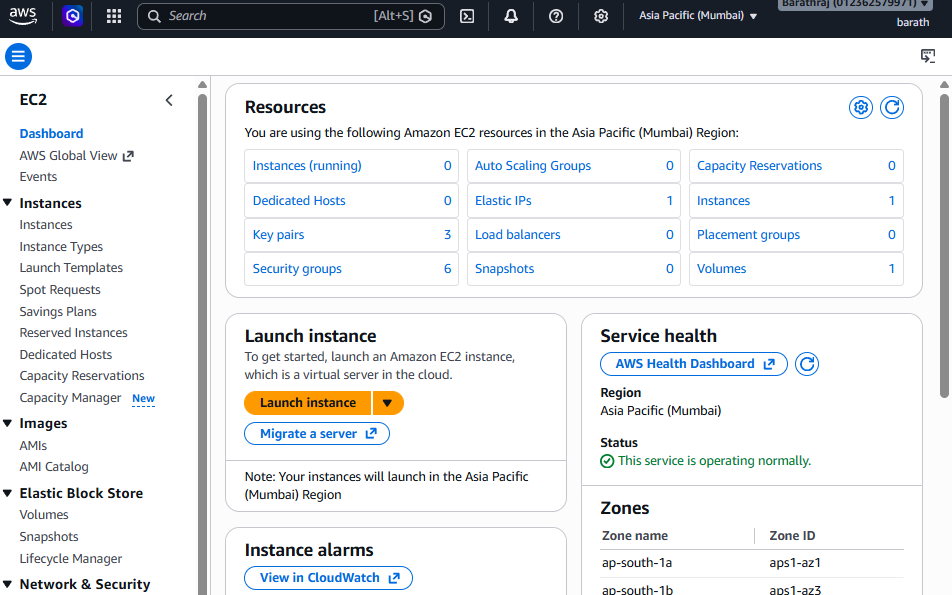 aws
Search [Alt+S]
Asia Pacific (Mumbai)
Barathraj (012362579971)
barath
EC2
Dashboard
AWS Global View
Events
Instances
Instances
Instance Types
Launch Templates
Spot Requests
Savings Plans
Reserved Instances
Dedicated Hosts
Capacity Reservations
Capacity Manager New
Images
AMIs
AMI Catalog
Elastic Block Store
Volumes
Snapshots
Lifecycle Manager
Network & Security
Resources
You are using the following Amazon EC2 resources in the Asia Pacific (Mumbai) Region:
Instances (running) 0 Auto Scaling Groups 0 Capacity Reservations 0
Dedicated Hosts 0 Elastic IPs 1 Instances 1
Key pairs 3 Load balancers 0 Placement groups 0
Security groups 6 Snapshots 0 Volumes 1
Launch instance
To get started, launch an Amazon EC2 instance,
which is a virtual server in the cloud.
Launch instance
Migrate a server
Note: Your instances will launch in the Asia Pacific
(Mumbai) Region
Instance alarms
View in CloudWatch
Service health
AWS Health Dashboard
Region
Asia Pacific (Mumbai)
Status
This service is operating normally.
Zones
Zone name Zone ID
ap-south-1a aps1-az1
ap-south-1b aps1-az3